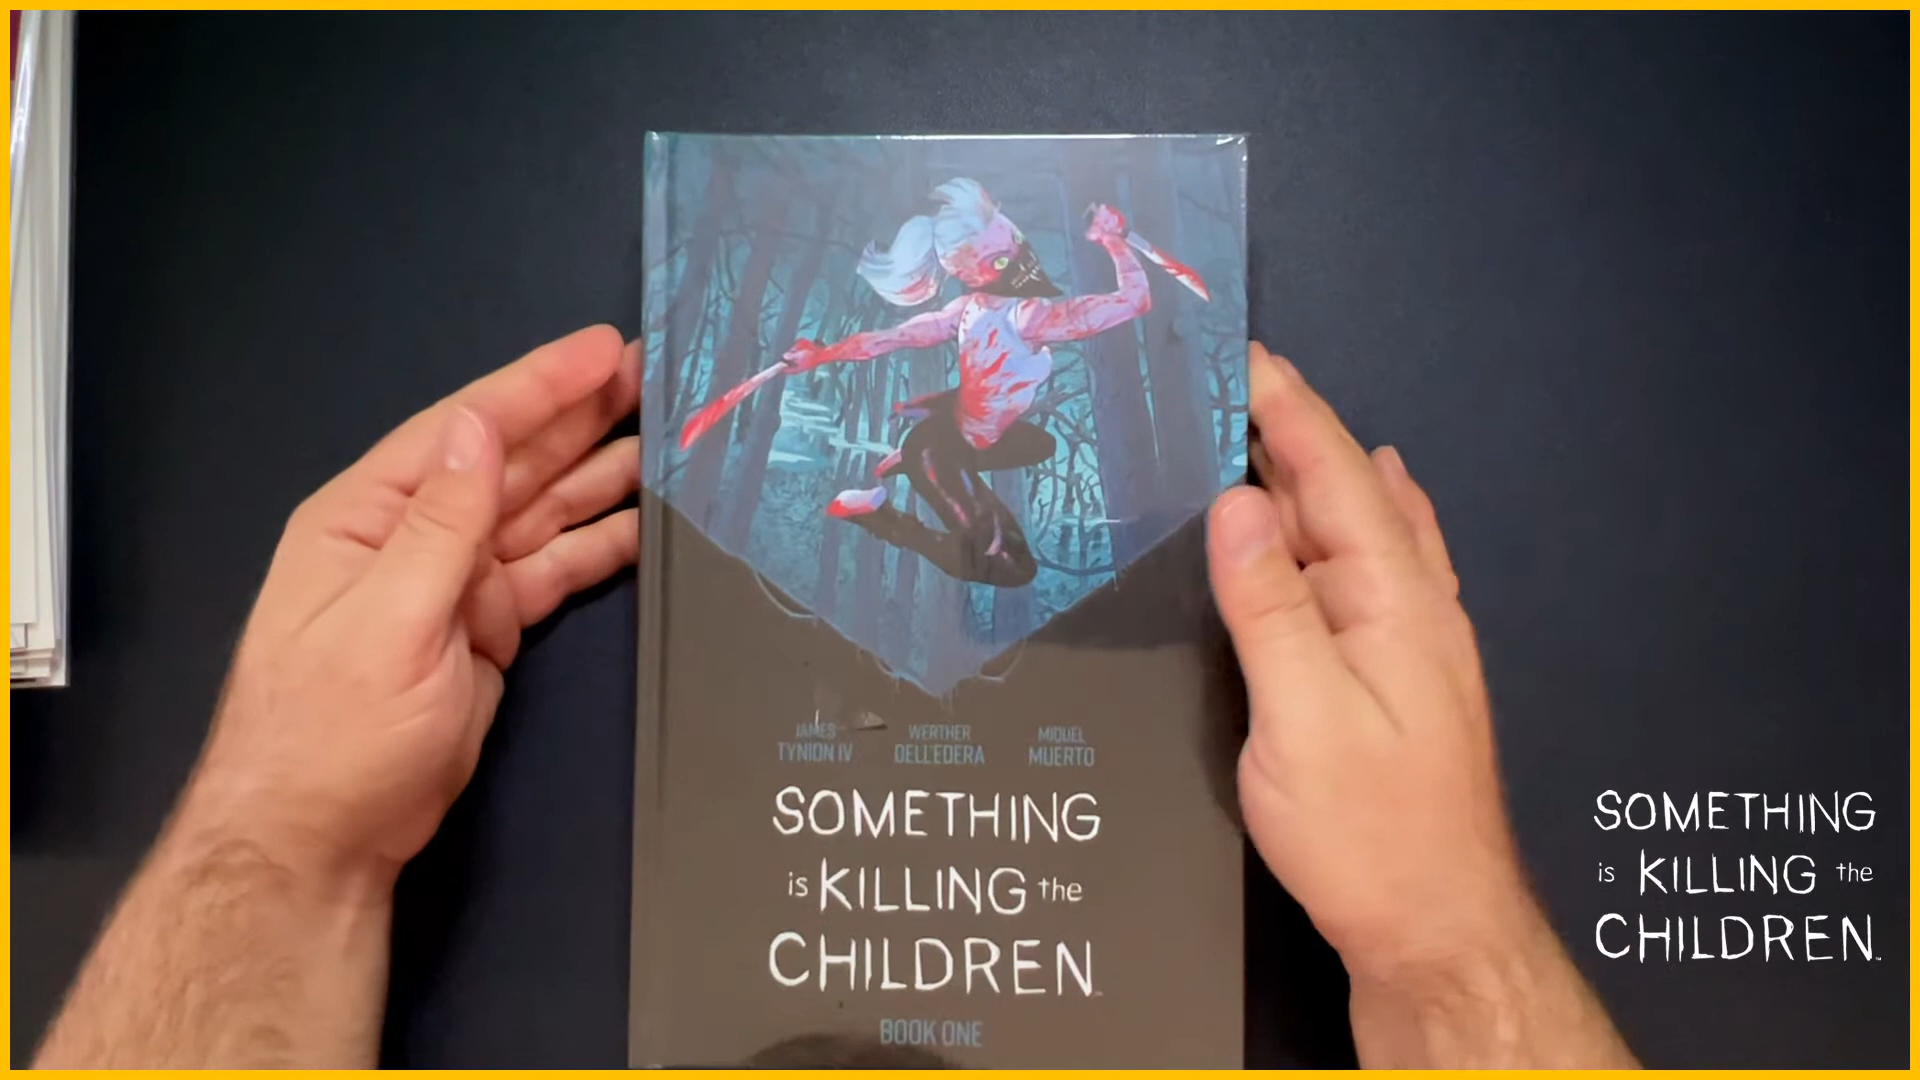 JAMES
TYNION IV
WERTHER
DELL'EDERA
MIQUEL
MUERTO
SOMETHING
is KILLING the
CHILDREN
BOOK ONE
SOMETHING
is KILLING the
CHILDREN